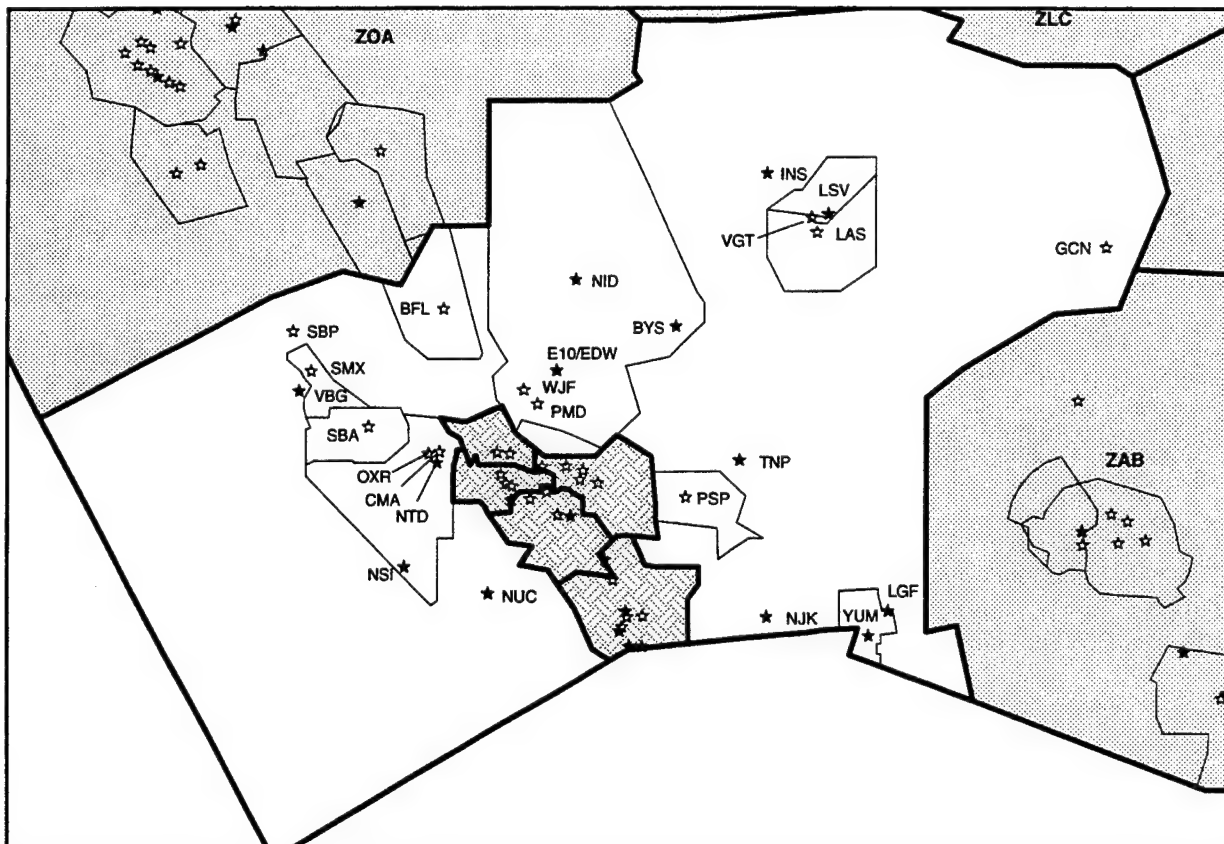 ZLC
ZOA
INS
LSV
VGT
LAS
GCN
NID
BFL
BYS
SBP
E10/EDW
SMX
WJF
VBG
PMD
SBA
ZAB
TNP
OXR
CMA
PSP
NTD
NSI
NUC
LGF
NJK
YUM